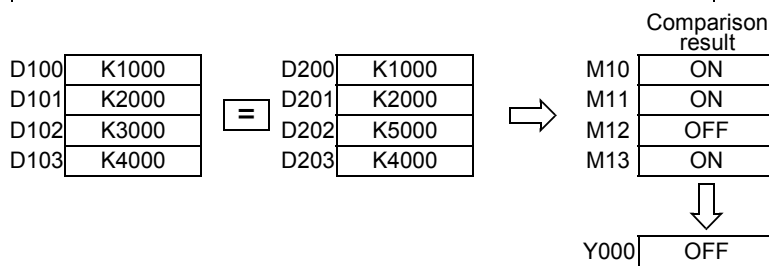 Comparison
result
D100 K1000 D200 K1000 M10 ON
D101 K2000 = D201 K2000 M11 ON
D102 K3000 D202 K5000 M12 OFF
D103 K4000 D203 K4000 M13 ON
Y000 OFF